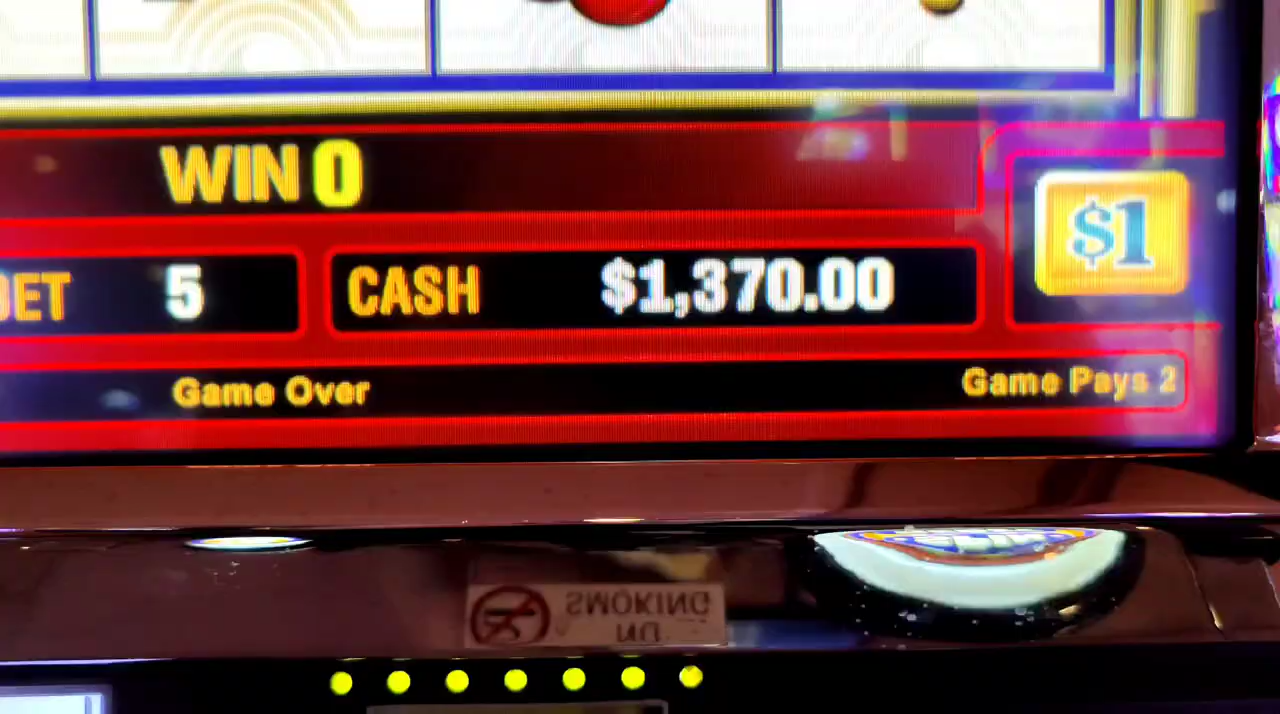 WIN 0
BET 5
CASH $1,370.00
$1
Game Over
Game Pays 2
SMOKING
NO